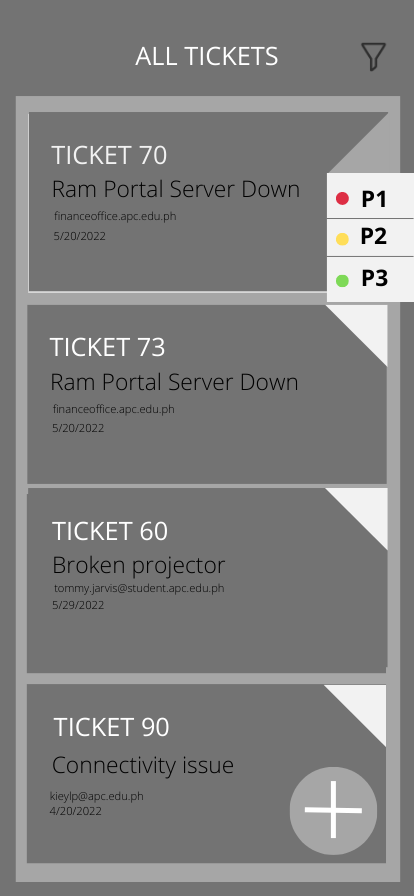 ALL TICKETS
TICKET 70
Ram Portal Server Down
financeoffice.apc.edu.ph
5/20/2022
P1
P2
P3
TICKET 73
Ram Portal Server Down
financeoffice.apc.edu.ph
5/20/2022
TICKET 60
Broken projector
tommy.jarvis@student.apc.edu.ph
5/29/2022
TICKET 90
Connectivity issue
kieylp@apc.edu.ph
4/20/2022